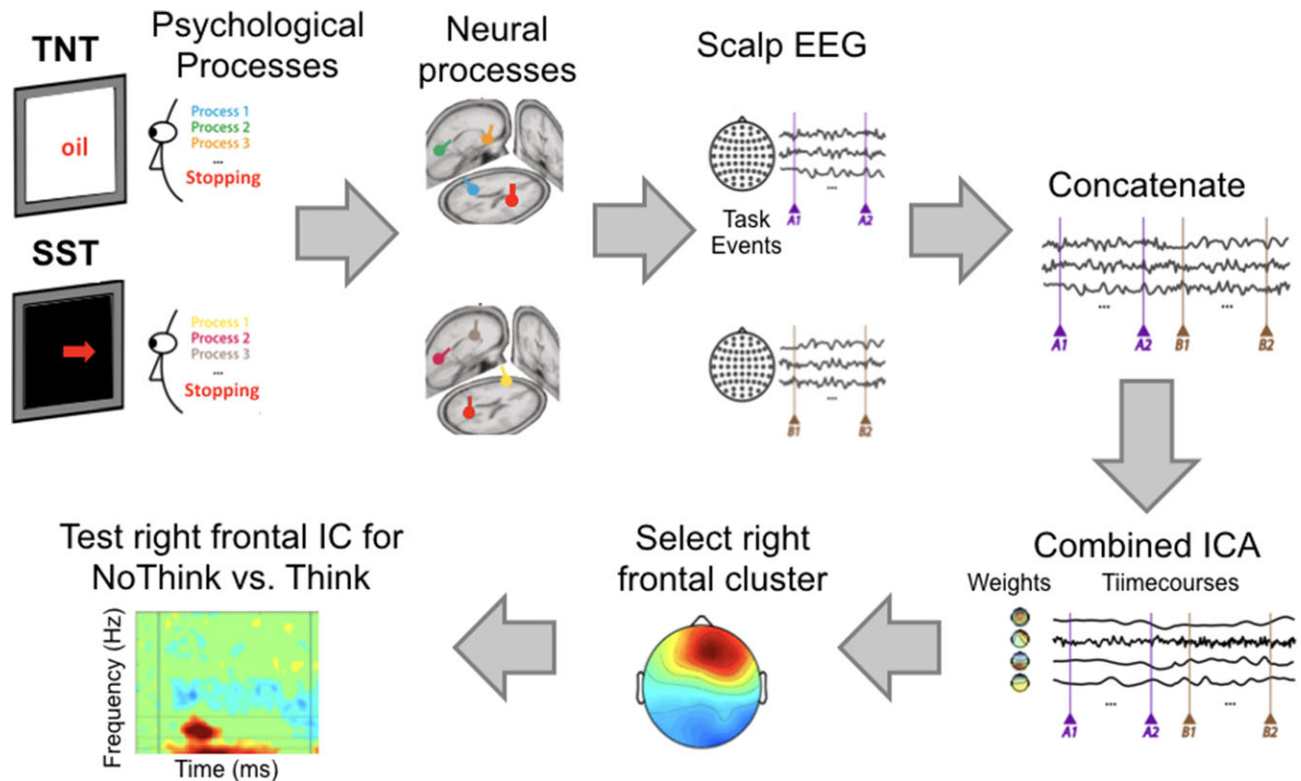 TNT
oil
Psychological
Processes
Process 1
Process 2
Process 3
...
Stopping
Neural
processes
Scalp EEG
...
Task
Events
A1
A2
SST
Process 1
Process 2
Process 3
...
Stopping
...
B1
B2
Concatenate
...
...
A1
A2
B1
B2
Combined ICA
Weights
Tiimecourses
...
...
A1
A2
B1
B2
Select right
frontal cluster
Test right frontal IC for
NoThink vs. Think
Frequency (Hz)
Time (ms)